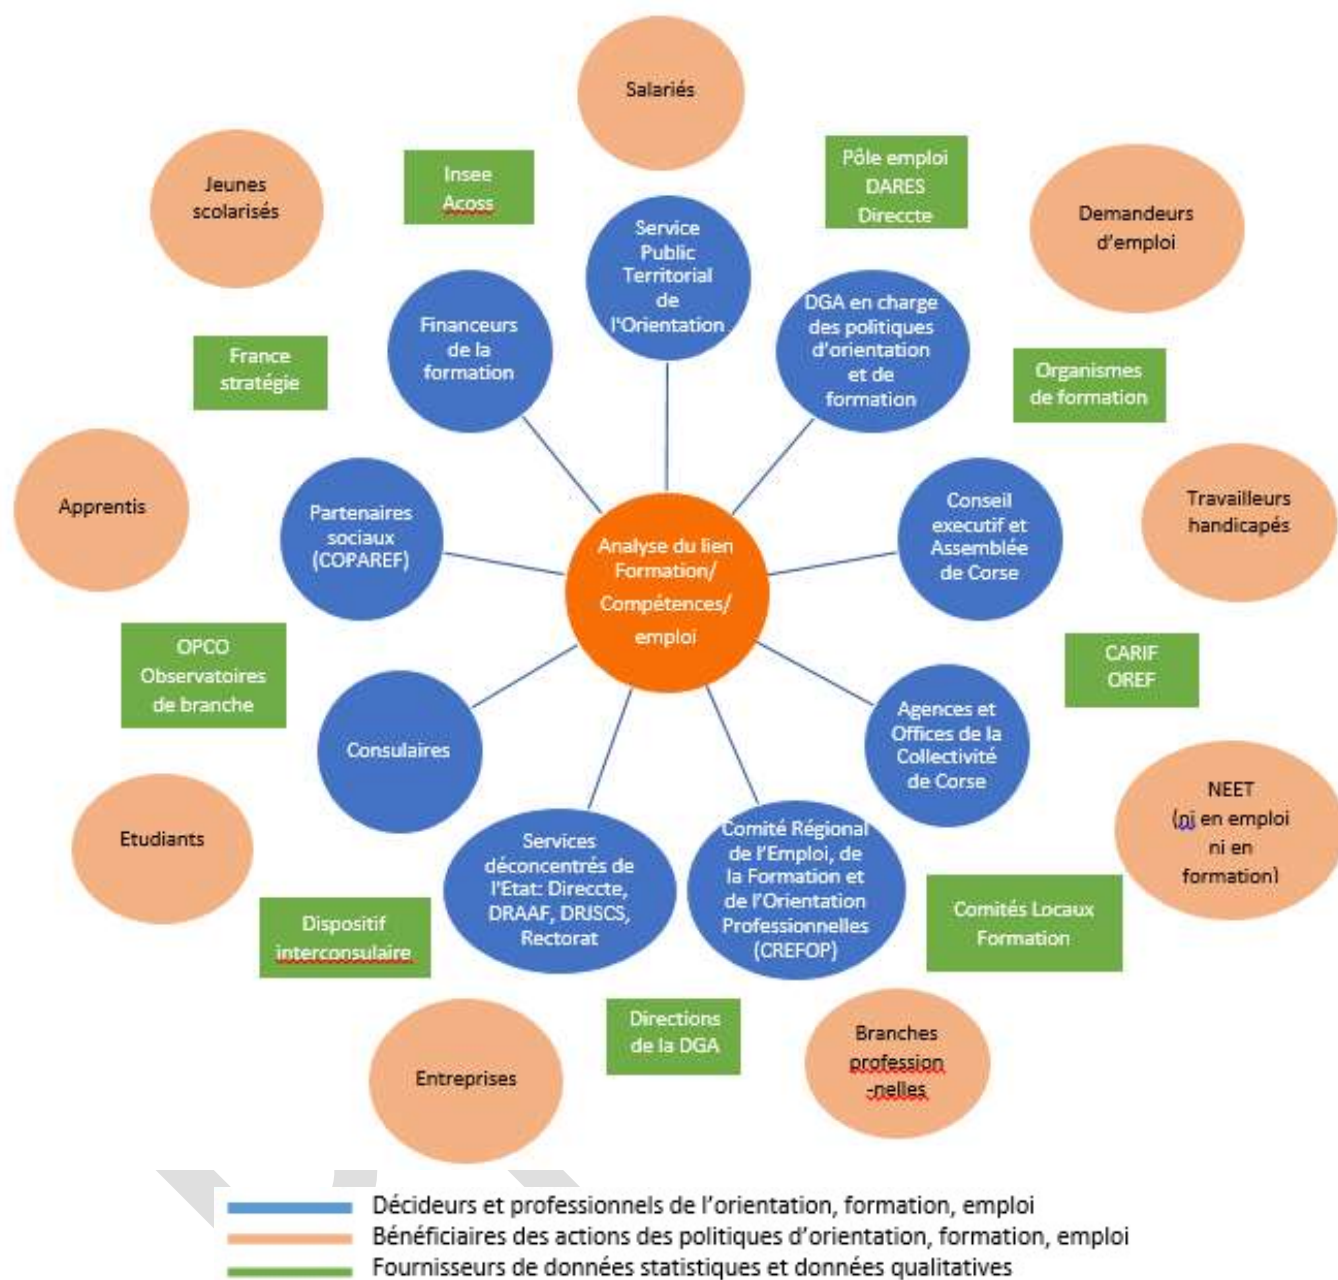 Salariés
Jeunes
scolarisés
Insee
Acoss
Pôle emploi
DARES
Direccte
Demandeurs
d'emploi
Service
Public
Territorial
de
l'Orientation
Financeurs
de la
formation
DGA en charge
des politiques
d'orientation
et de
formation
France
stratégie
Organismes
de formation
Apprentis
Partenaires
sociaux
(COPAREF)
Analyse du lien
Formation/
Compétences/
emploi
Conseil
executif et
Assemblée
de Corse
Travailleurs
handicapés
OPCO
Observatoires
de branche
CARIF
OREF
Consulaires
Agences et
Offices de la
Collectivité
de Corse
Etudiants
Services
déconcentrés de
l'Etat: Direccte,
DRAAF, DRJSCS,
Rectorat
Comité Régional
de l'Emploi, de
la Formation et
de l'Orientation
Professionnelles
(CREFOP)
NEET
(ni en emploi
ni en
formation)
Dispositif
interconsulaire
Comités Locaux
Formation
Entreprises
Directions
de la DGA
Branches
profession
-nelles
Décideurs et professionnels de l'orientation, formation, emploi
Bénéficiaires des actions des politiques d'orientation, formation, emploi
Fournisseurs de données statistiques et données qualitatives